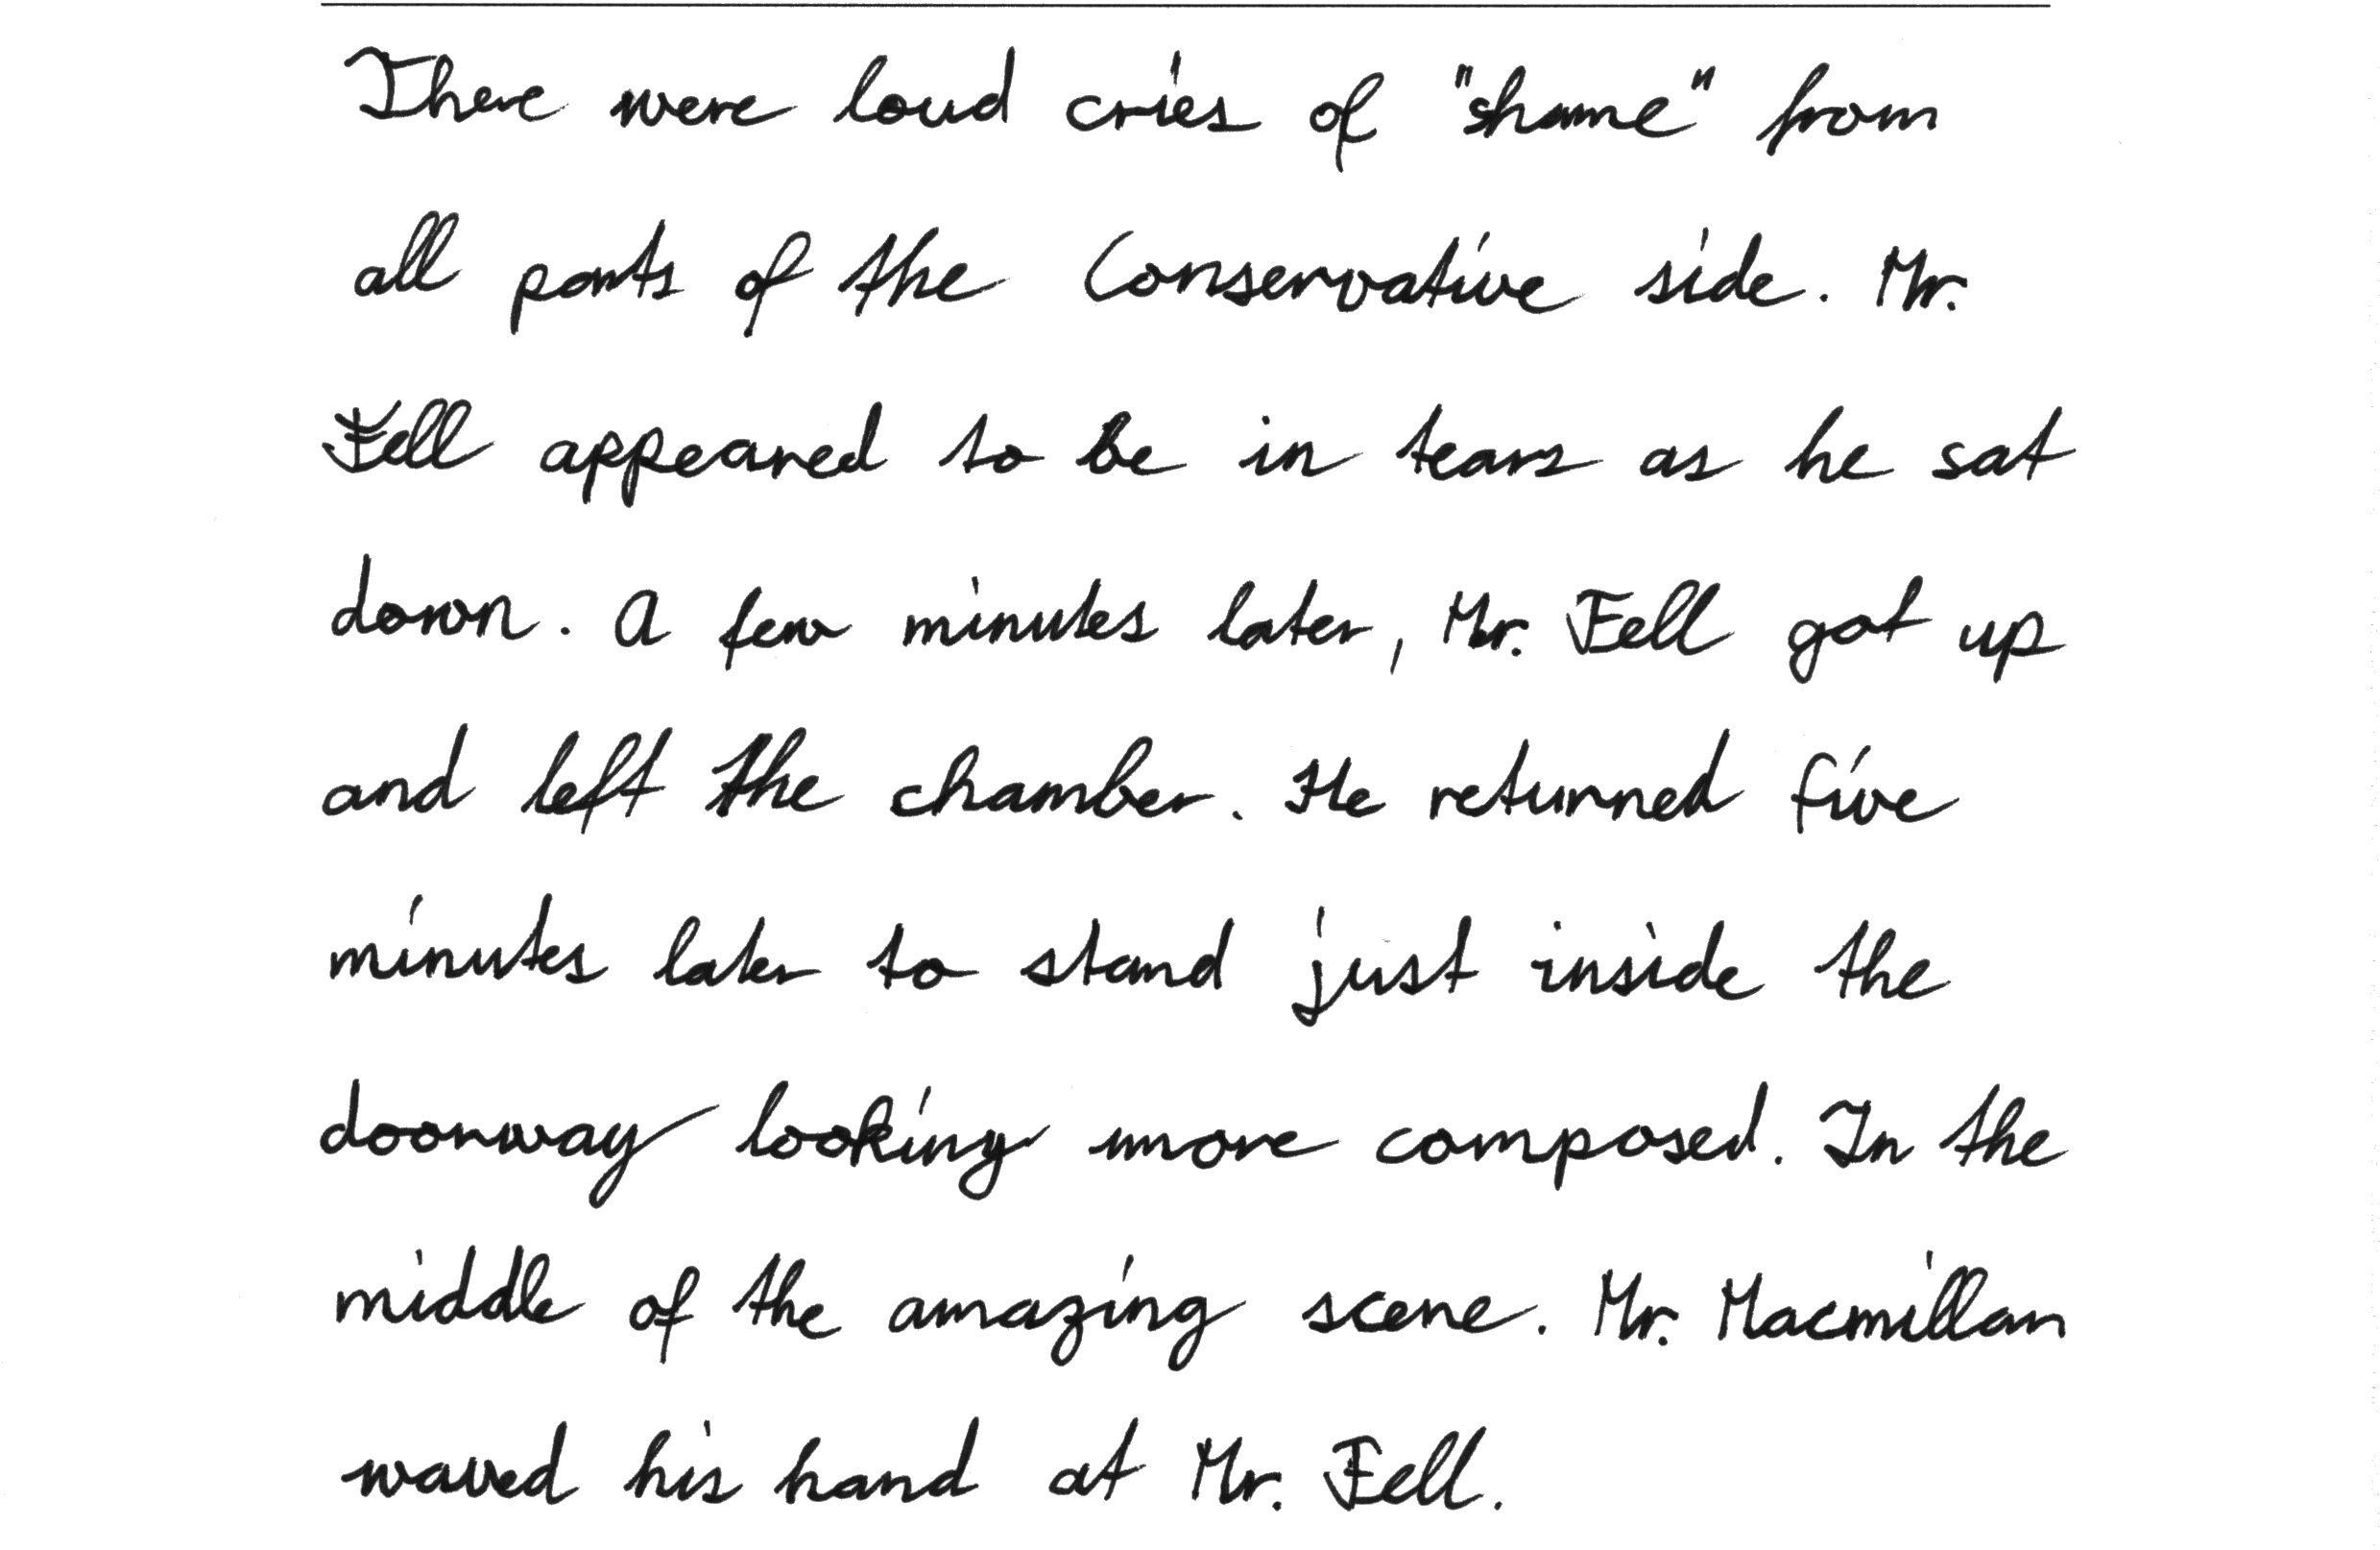 There were loud cries of "shame" from
all parts of the Conservative side. Mr.
Fell appeared to be in tears as he sat
down. A few minutes later, Mr. Fell got up
and left the chamber. He returned five
minutes later to stand just inside the
doorway looking more composed. In the
middle of the amazing scene. Mr. Macmillan
waved his hand at Mr. Fell.